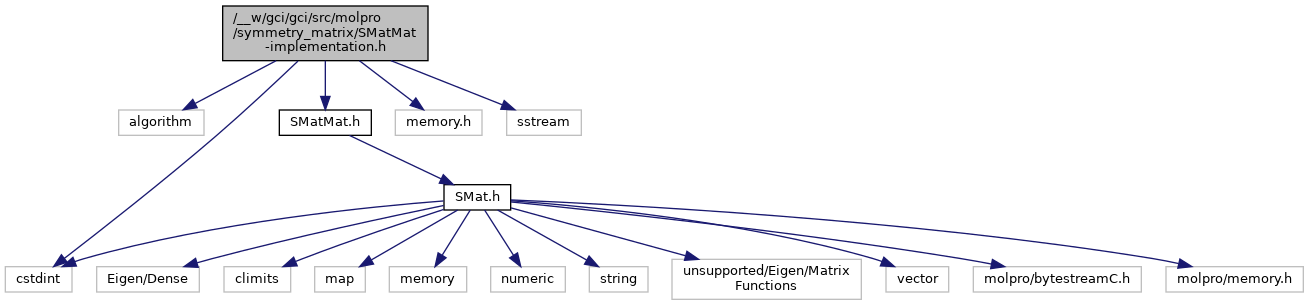 /__w/gci/gci/src/molpro
/symmetry_matrix/SMatMat
-implementation.h
algorithm
SMatMat.h
memory.h
sstream
SMat.h
cstdint
Eigen/Dense
climits
map
memory
numeric
string
unsupported/Eigen/Matrix
Functions
vector
molpro/bytestreamC.h
molpro/memory.h